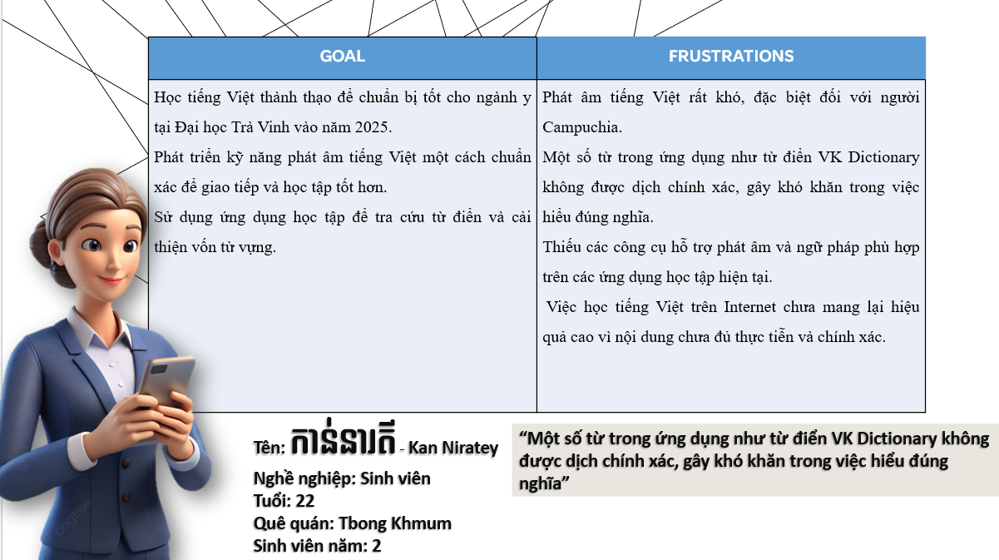 GOAL
FRUSTRATIONS
Học tiếng Việt thành thạo để chuẩn bị tốt cho ngành y
tại Đại học Trà Vinh vào năm 2025.
Phát triển kỹ năng phát âm tiếng Việt một cách chuẩn
xác để giao tiếp và học tập tốt hơn.
Sử dụng ứng dụng học tập để tra cứu từ điển và cải
thiện vốn từ vựng.
Phát âm tiếng Việt rất khó, đặc biệt đối với người
Campuchia.
Một số từ trong ứng dụng như từ điển VK Dictionary
không được dịch chính xác, gây khó khăn trong việc
hiểu đúng nghĩa.
Thiếu các công cụ hỗ trợ phát âm và ngữ pháp phù hợp
trên các ứng dụng học tập hiện tại.
Việc học tiếng Việt trên Internet chưa mang lại hiệu
quả cao vì nội dung chưa đủ thực tiễn và chính xác.
Tên: កាន់នារតី - Kan Niratey
Nghề nghiệp: Sinh viên
Tuổi: 22
Quê quán: Tbong Khmum
Sinh viên năm: 2
“Một số từ trong ứng dụng như từ điển VK Dictionary không
được dịch chính xác, gây khó khăn trong việc hiểu đúng
nghĩa”
pngtree